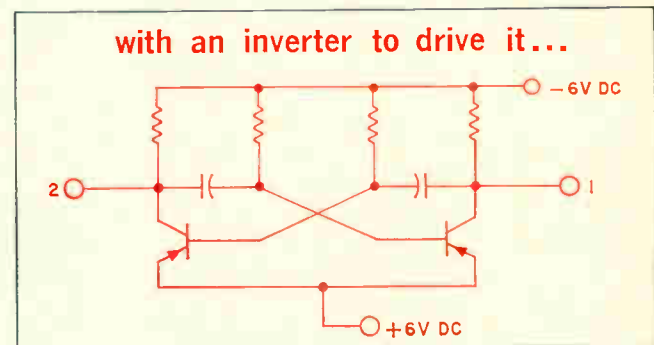 with an inverter to drive it...
−6V DC
2
1
+6V DC